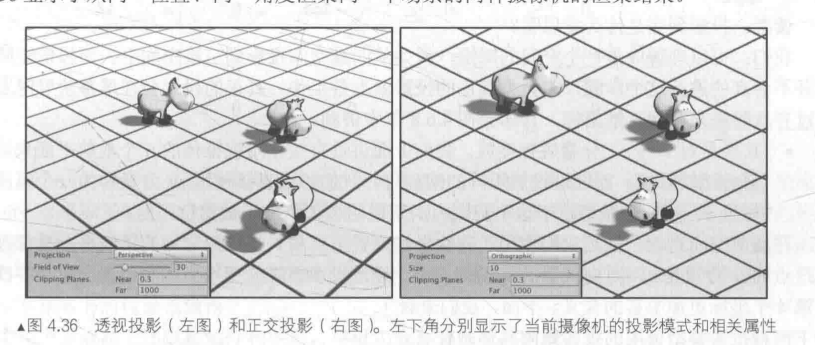 Projection Perspective
Field of View 30
Clipping Planes Near 0.3
Far 1000
Projection Orthographic
Size 10
Clipping Planes Near 0.3
Far 1000
▲图 4.36 透视投影（左图）和正交投影（右图）。左下角分别显示了当前摄像机的投影模式和相关属性